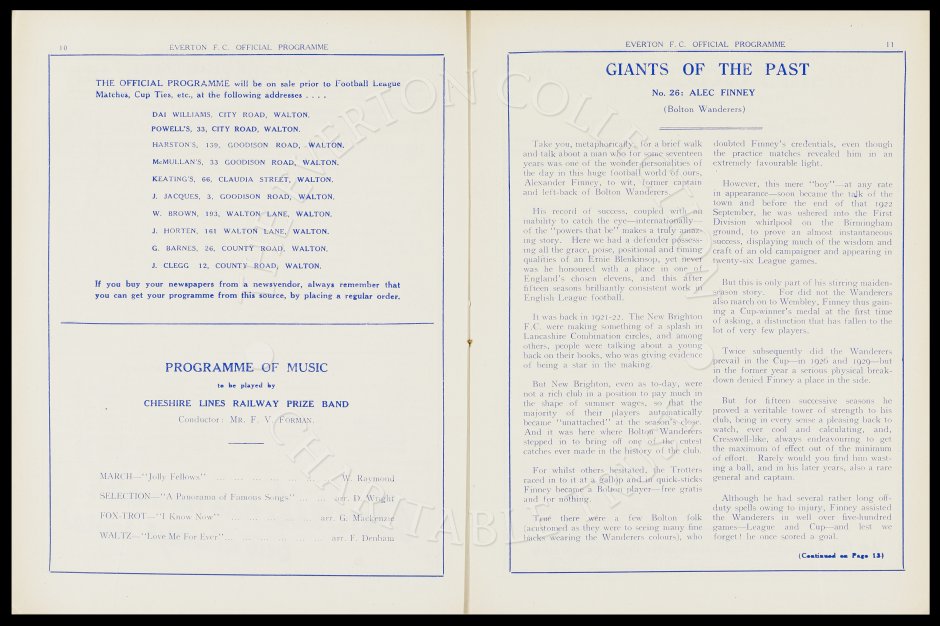 10
EVERTON F. C. OFFICIAL PROGRAMME
THE OFFICIAL PROGRAMME will be on sale prior to Football League
Matches, Cup Ties, etc., at the following addresses . . . .
DAI WILLIAMS, CITY ROAD, WALTON.
POWELL'S, 33, CITY ROAD, WALTON.
HARSTON'S, 139, GOODISON ROAD, WALTON.
McMULLAN'S, 33 GOODISON ROAD, WALTON.
KEATING'S, 66, CLAUDIA STREET, WALTON.
J. JACQUES, 3, GOODISON ROAD, WALTON.
W. BROWN, 193, WALTON LANE, WALTON.
J. HORTEN, 161 WALTON LANE, WALTON.
G. BARNES, 26, COUNTY ROAD, WALTON.
J. CLEGG 12, COUNTY ROAD, WALTON.
If you buy your newspapers from a newsvendor, always remember that
you can get your programme from this source, by placing a regular order.
PROGRAMME OF MUSIC
to be played by
CHESHIRE LINES RAILWAY PRIZE BAND
Conductor: MR. F. V. FORMAN.
MARCH—"Jolly Fellows" ... ... ... ... ... ... W. Raymond
SELECTION—"A Panorama of Famous Songs" ... ... arr. D. Wright
FOX-TROT—"I Know Now" ... ... ... ... arr. G. Mackenzie
WALTZ—"Love Me For Ever" ... ... ... ... arr. F. Denham
EVERTON F. C. OFFICIAL PROGRAMME
11
GIANTS OF THE PAST
No. 26: ALEC FINNEY
(Bolton Wanderers)
Take you, metaphorically, for a brief walk
and talk about a man who for some seventeen
years was one of the wonder-personalities of
the day in this huge football world of ours,
Alexander Finney, to wit, former captain
and left-back of Bolton Wanderers.
His record of success, coupled with an
inability to catch the eye—internationally—
of the "powers that be" makes a truly amaz-
ing story. Here we had a defender possess-
ing all the grace, poise, positional and timing
qualities of an Ernie Blenkinsop, yet never
was he honoured with a place in one of
England's chosen elevens, and this after
fifteen seasons brilliantly consistent work in
English League football.
It was back in 1921-22. The New Brighton
F.C. were making something of a splash in
Lancashire Combination circles, and among
others, people were talking about a young
back on their books, who was giving evidence
of being a star in the making.
But New Brighton, even as to-day, were
not a rich club in a position to pay much in
the shape of summer wages, so that the
majority of their players automatically
became "unattached" at the season's close.
And it was here where Bolton Wanderers
stepped in to bring off one of the cutest
catches ever made in the history of the club.
For whilst others hesitated, the Trotters
raced in to it at a gallop and in quick-sticks
Finney became a Bolton player—free gratis
and for nothing.
True there were a few Bolton folk
(acustomed as they were to seeing many fine
backs wearing the Wanderers colours), who
doubted Finney's credentials, even though
the practice matches revealed him in an
extremely favourable light.
However, this mere "boy"—at any rate
in appearance—soon became the talk of the
town and before the end of that 1922
September, he was ushered into the First
Division whirlpool on the Birmingham
ground, to prove an almost instantaneous
success, displaying much of the wisdom and
craft of an old campaigner and appearing in
twenty-six League games.
But this is only part of his stirring maiden-
season story. For did not the Wanderers
also march on to Wembley, Finney thus gain-
ing a Cup-winner's medal at the first time
of asking, a distinction that has fallen to the
lot of very few players.
Twice subsequently did the Wanderers
prevail in the Cup—in 1926 and 1929—but
in the former year a serious physical break-
down denied Finney a place in the side.
But for fifteen successive seasons he
proved a veritable tower of strength to his
club, being in every sense a pleasing back to
watch, ever cool and calculating, and,
Cresswell-like, always endeavouring to get
the maximum of effect out of the minimum
of effort. Rarely would you find him wast-
ing a ball, and in his later years, also a rare
general and captain.
Although he had several rather long off-
duty spells owing to injury, Finney assisted
the Wanderers in well over five-hundred
games—League and Cup—and lest we
forget! he once scored a goal.
(Continued on Page 13)